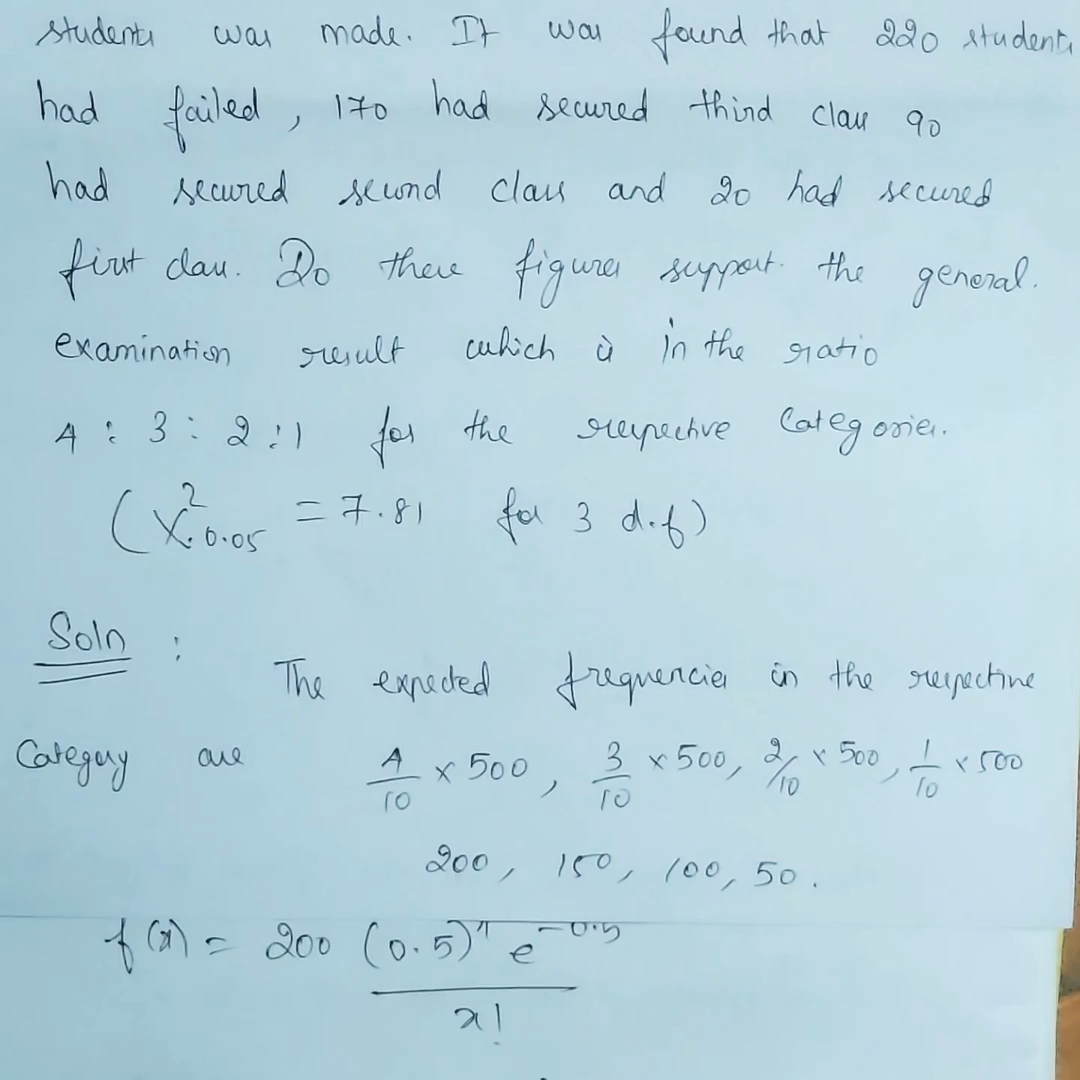 students was made. It was found that 220 students
had failed, 170 had secured third class 90
had secured second class and 20 had secured
first class. Do these figures support the general.
examination result which is in the ratio
4 : 3 : 2 : 1 for the respective categories.
(χ²0.05 = 7.81 for 3 d.f)
Soln :
The expected frequencies in the respective
Category are 4/10 × 500, 3/10 × 500, 2/10 × 500, 1/10 × 500
200, 150, 100, 50.
f(x) = 200 (0.5)^x e^-0.5 / x!